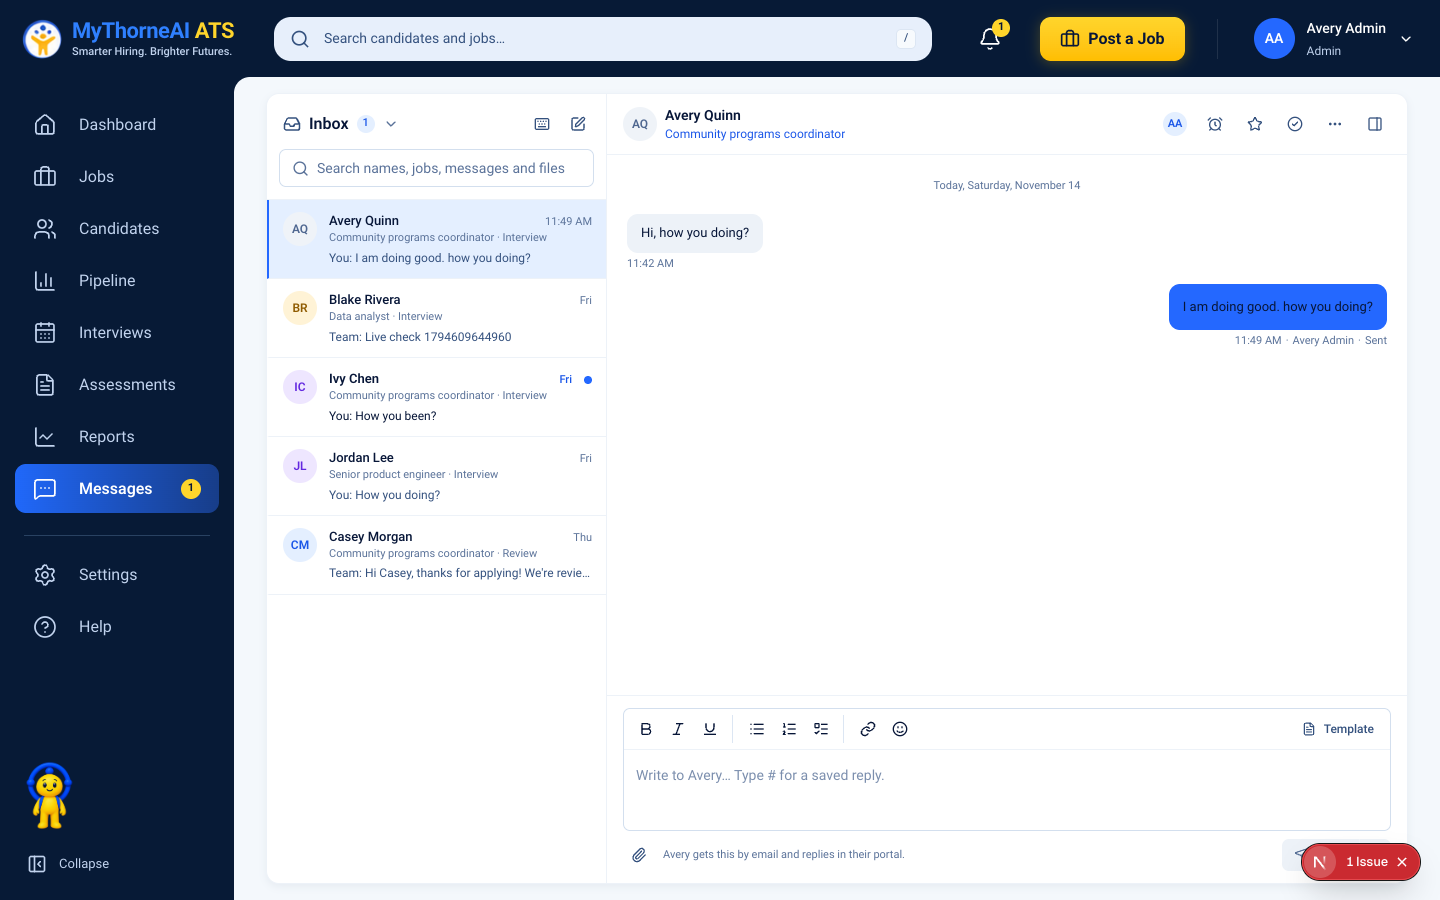 MyThorneAI ATS
Smarter Hiring. Brighter Futures.
Search candidates and jobs...
/
1
Post a Job
AA
Avery Admin
Admin
Dashboard
Jobs
Candidates
Pipeline
Interviews
Assessments
Reports
Messages
1
Settings
Help
Collapse
Inbox
1
Search names, jobs, messages and files
AQ
Avery Quinn
11:49 AM
Community programs coordinator · Interview
You: I am doing good. how you doing?
BR
Blake Rivera
Fri
Data analyst · Interview
Team: Live check 1794609644960
IC
Ivy Chen
Fri
Community programs coordinator · Interview
You: How you been?
JL
Jordan Lee
Fri
Senior product engineer · Interview
You: How you doing?
CM
Casey Morgan
Thu
Community programs coordinator · Review
Team: Hi Casey, thanks for applying! We're revie...
AQ
Avery Quinn
Community programs coordinator
AA
Today, Saturday, November 14
Hi, how you doing?
11:42 AM
I am doing good. how you doing?
11:49 AM · Avery Admin · Sent
B I U
Template
Write to Avery... Type # for a saved reply.
Avery gets this by email and replies in their portal.
N
1 Issue